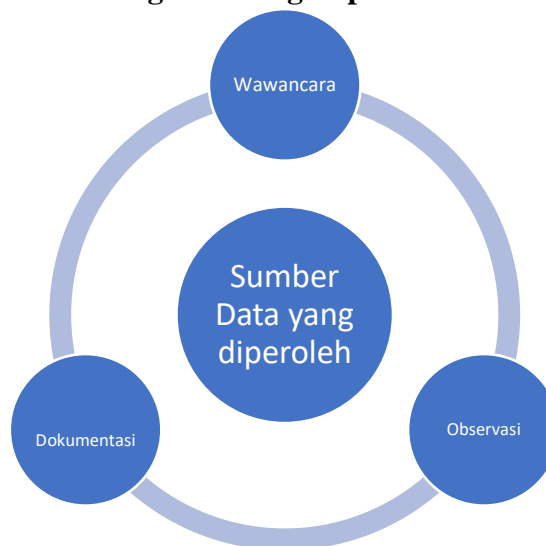 Wawancara
Sumber
Data yang
diperoleh
Dokumentasi
Observasi